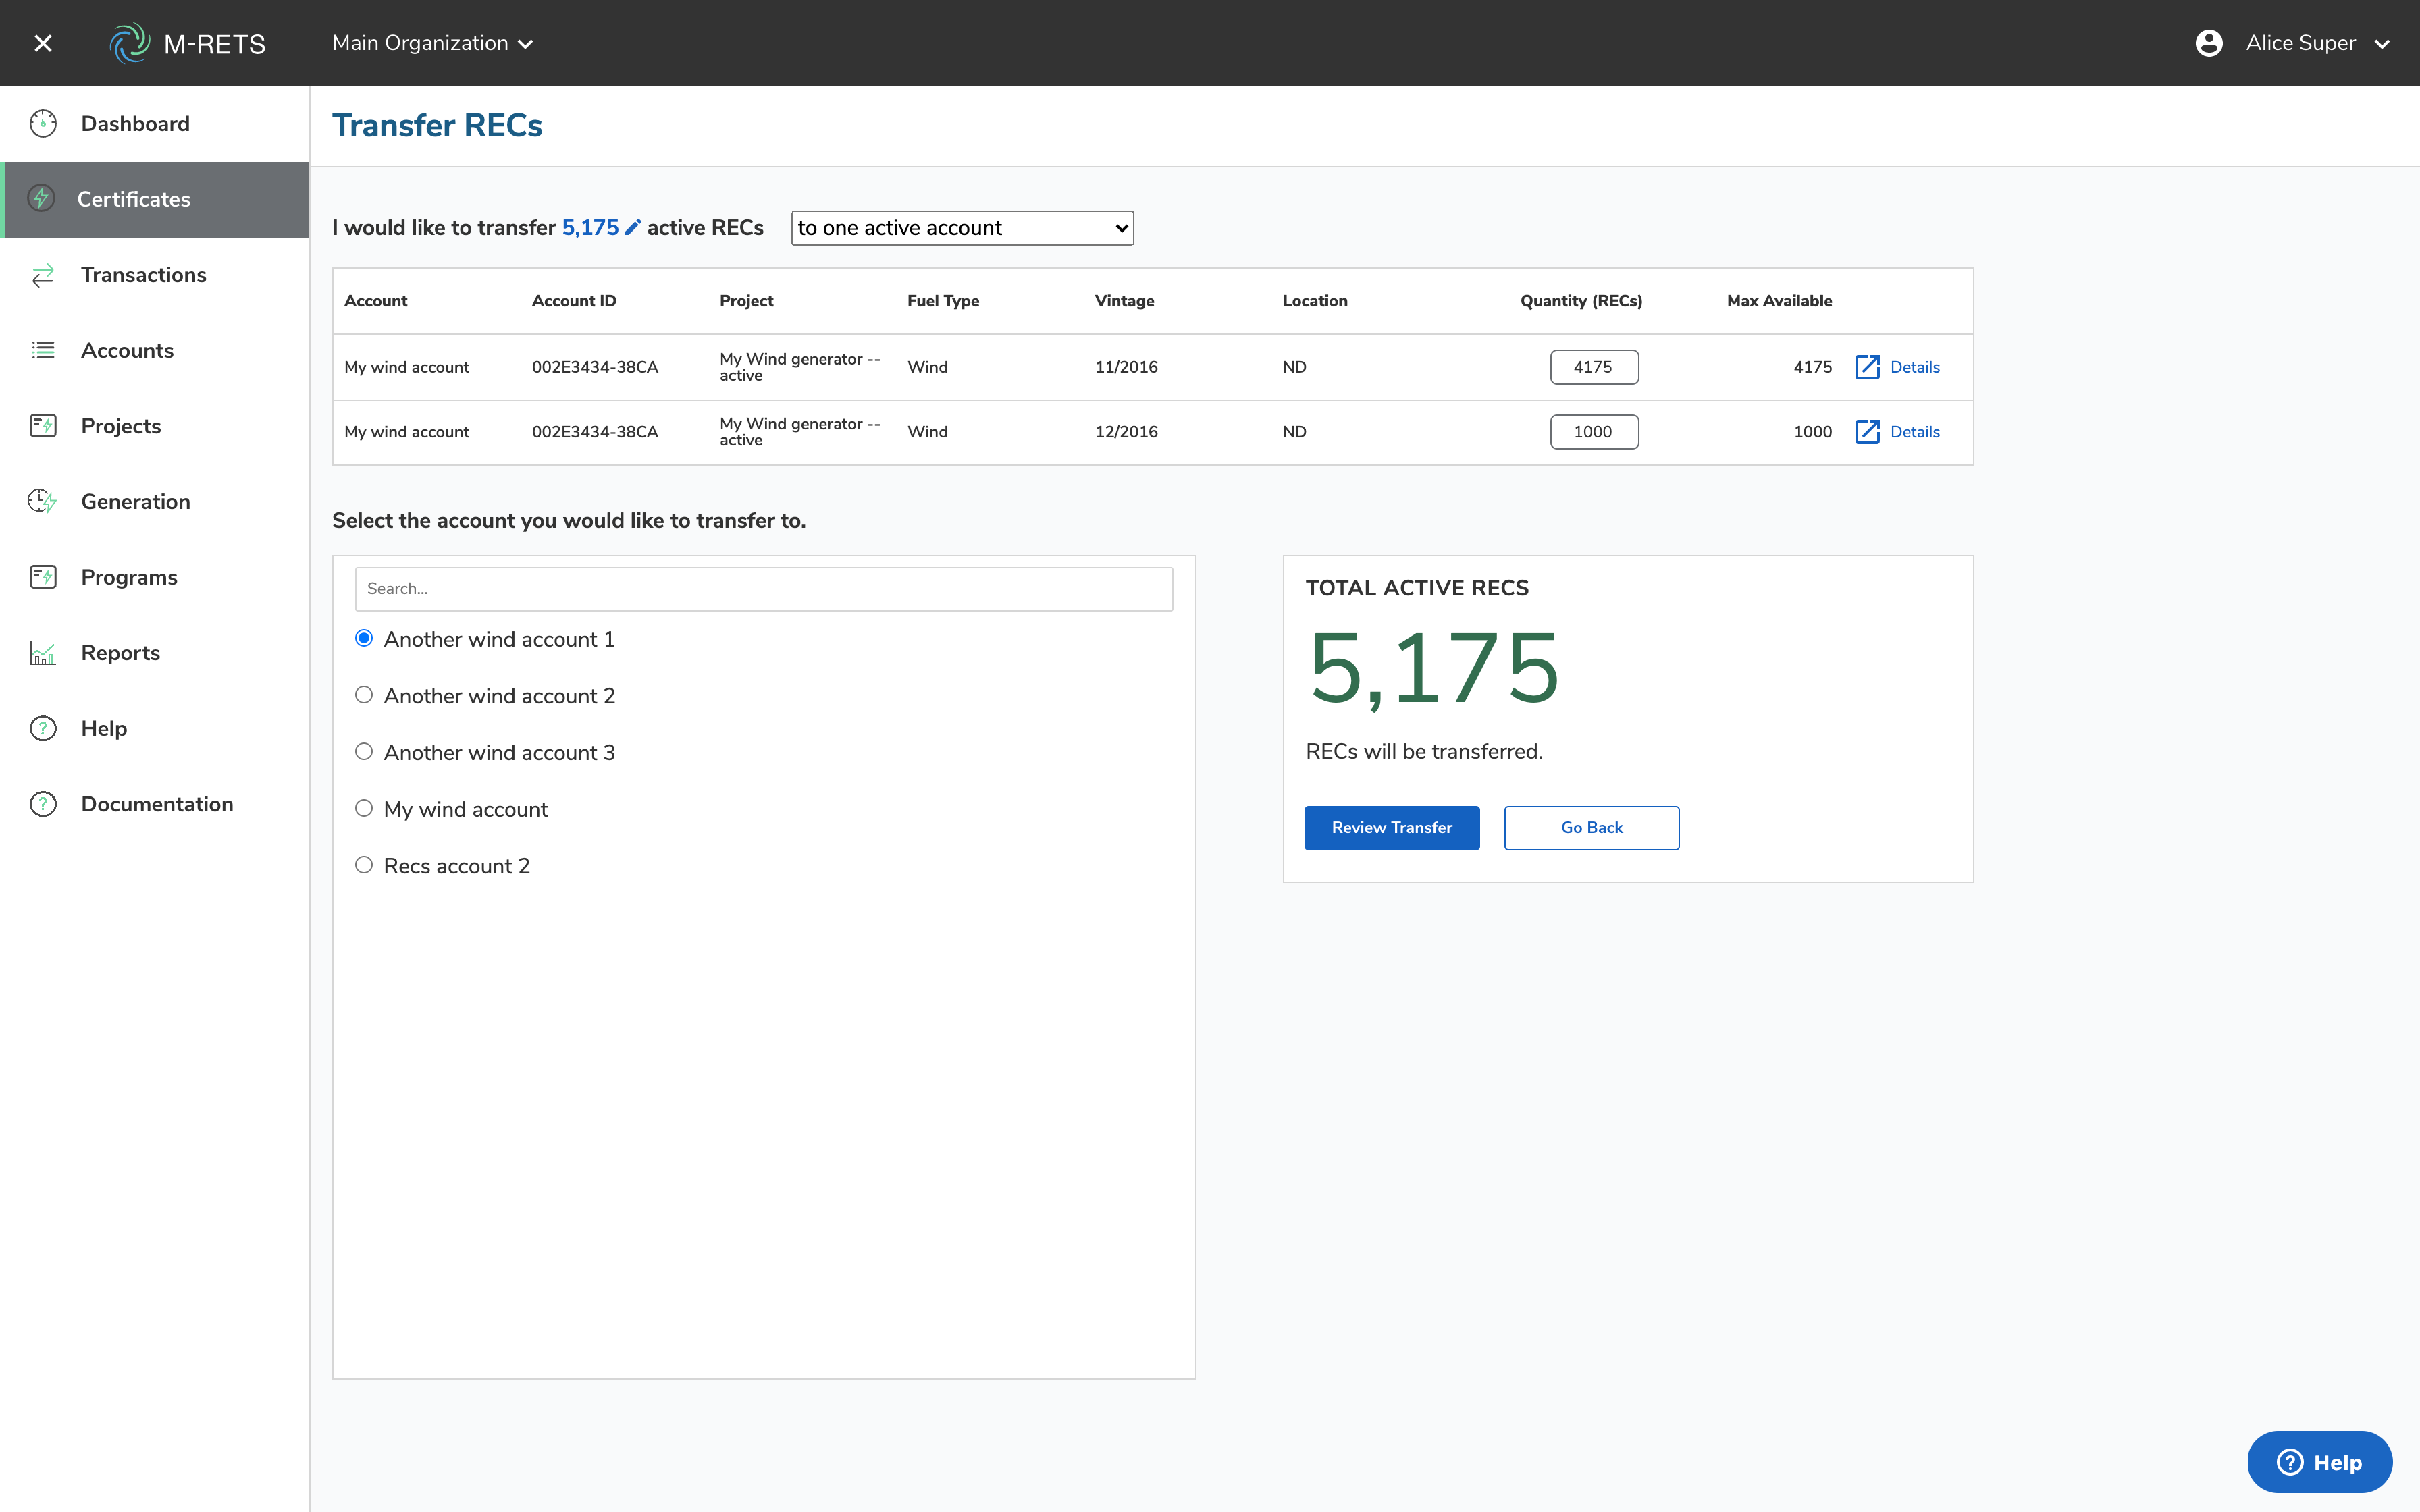 M-RETS
Main Organization
Alice Super
Dashboard
Certificates
Transactions
Accounts
Projects
Generation
Programs
Reports
Help
Documentation
Transfer RECs
I would like to transfer 5,175 active RECs to one active account
Account Account ID Project Fuel Type Vintage Location Quantity (RECs) Max Available
My wind account 002E3434-38CA My Wind generator -- active Wind 11/2016 ND 4175 4175 Details
My wind account 002E3434-38CA My Wind generator -- active Wind 12/2016 ND 1000 1000 Details
Select the account you would like to transfer to.
Search...
Another wind account 1
Another wind account 2
Another wind account 3
My wind account
Recs account 2
TOTAL ACTIVE RECS
5,175
RECs will be transferred.
Review Transfer Go Back
Help